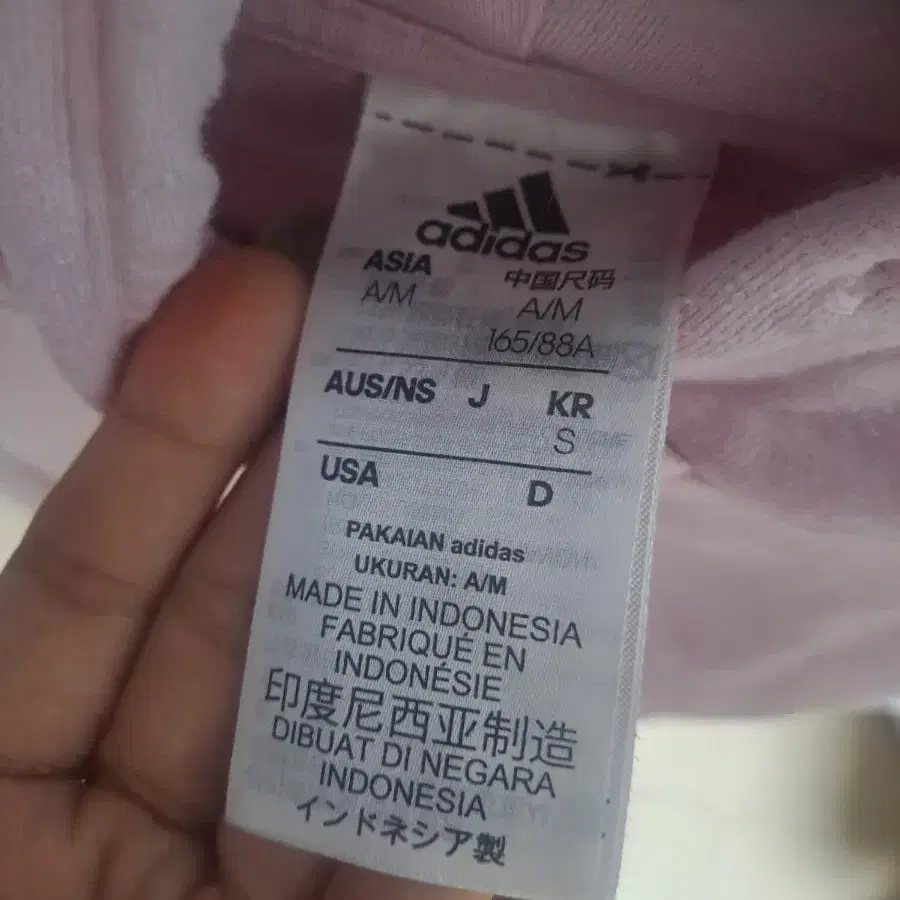 adidas
ASIA 中国尺码
A/M A/M
165/88A
AUS/NS J KR
S
USA D
PAKAIAN adidas
UKURAN: A/M
MADE IN INDONESIA
FABRIQUÉ EN
INDONÉSIE
印度尼西亚制造
DIBUAT DI NEGARA
INDONESIA
インドネシア製